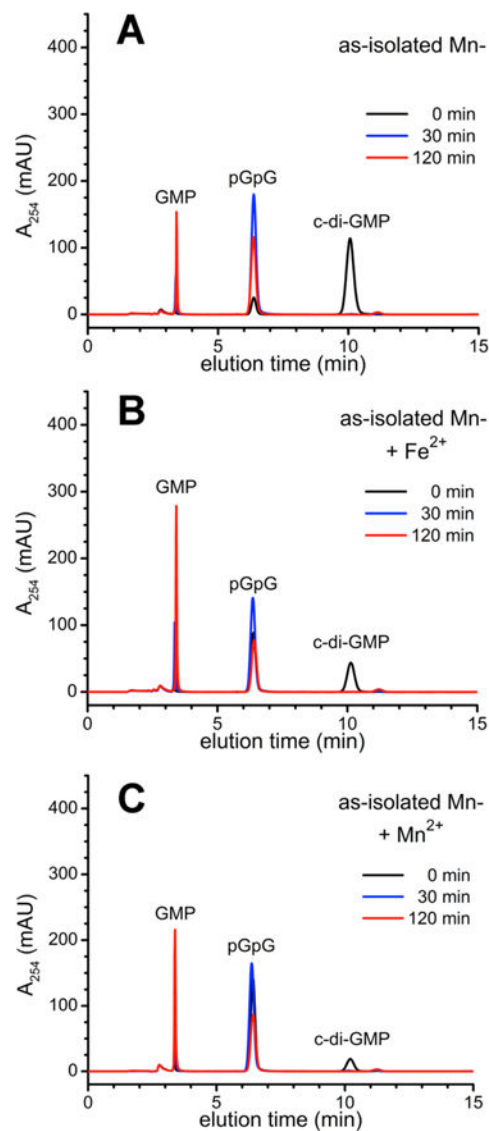 A
as-isolated Mn-
0 min
30 min
120 min
GMP
pGpG
c-di-GMP
A254 (mAU)
400
300
200
100
0
0 5 10 15
elution time (min)
B
as-isolated Mn-
+ Fe2+
0 min
30 min
120 min
GMP
pGpG
c-di-GMP
A254 (mAU)
400
300
200
100
0
0 5 10 15
elution time (min)
C
as-isolated Mn-
+ Mn2+
0 min
30 min
120 min
GMP
pGpG
c-di-GMP
A254 (mAU)
400
300
200
100
0
0 5 10 15
elution time (min)